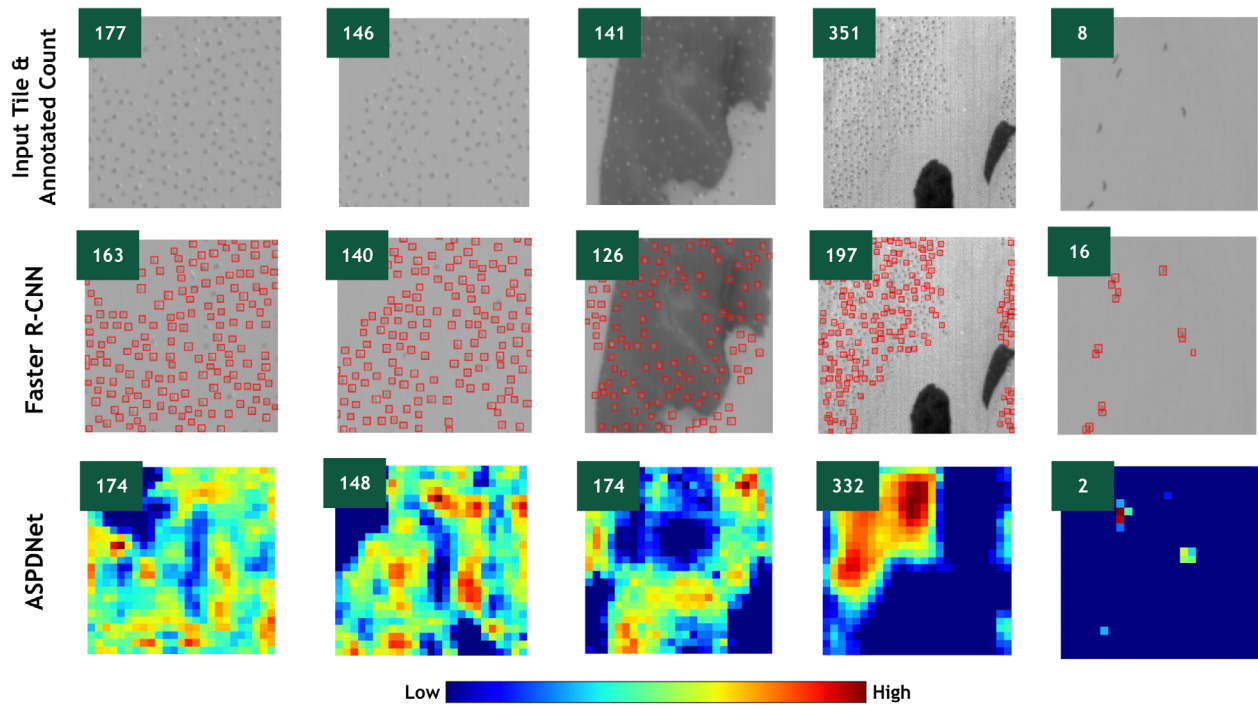 Input Tile &
Annotated Count
177
146
141
351
8
Faster R-CNN
163
140
126
197
16
ASPDNet
174
148
174
332
2
Low
High